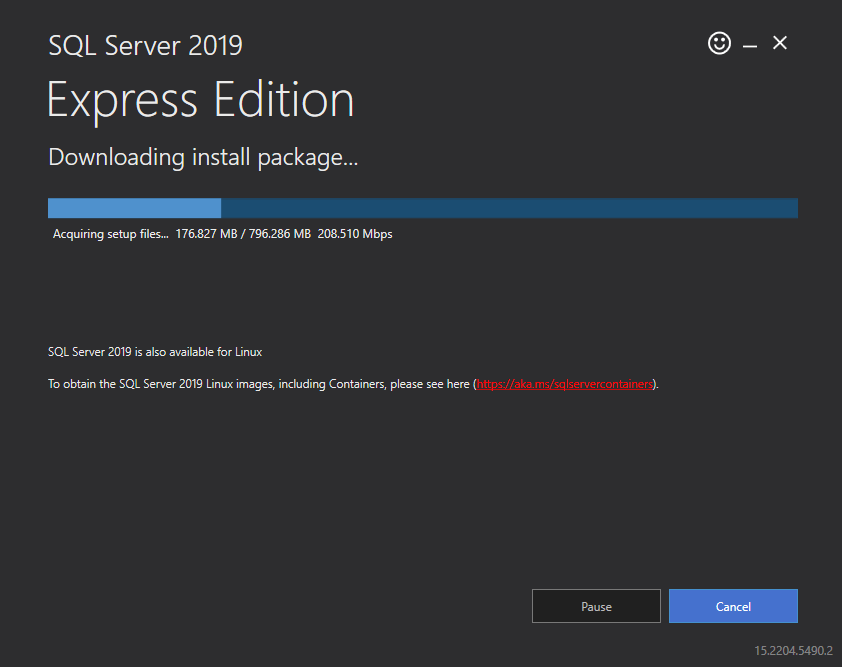 SQL Server 2019
Express Edition
Downloading install package...
Acquiring setup files... 176.827 MB / 796.286 MB 208.510 Mbps
SQL Server 2019 is also available for Linux
To obtain the SQL Server 2019 Linux images, including Containers, please see here (https://aka.ms/sqlservercontainers).
Pause
Cancel
15.2204.5490.2